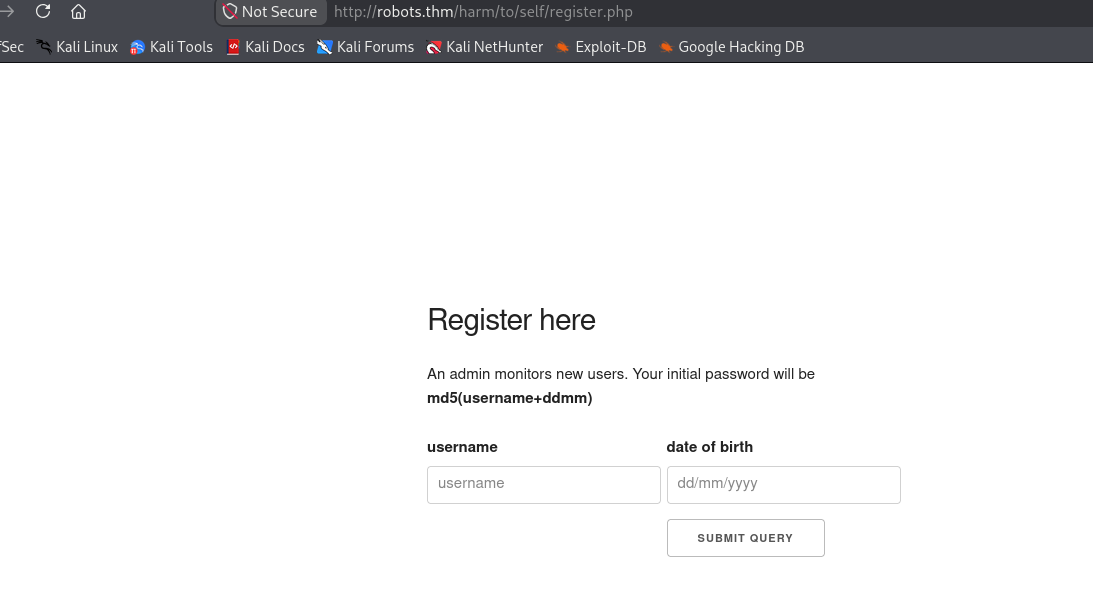 Not Secure http://robots.thm/harm/to/self/register.php
Sec Kali Linux Kali Tools Kali Docs Kali Forums Kali NetHunter Exploit-DB Google Hacking DB
Register here
An admin monitors new users. Your initial password will be
md5(username+ddmm)
username date of birth
username dd/mm/yyyy
SUBMIT QUERY